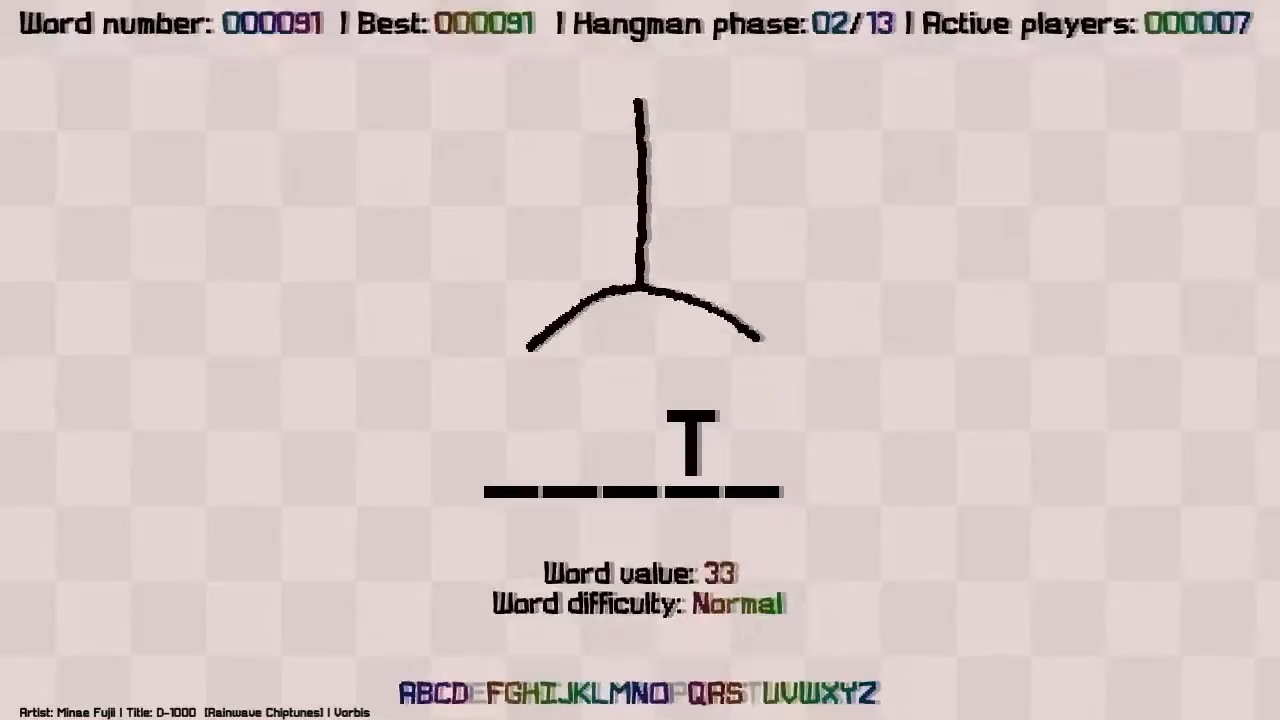 Word number: 000091 | Best: 000091 | Hangman phase: 02/13 | Active players: 000007
T
_ _ _ _ _
Word value: 33
Word difficulty: Normal
ABCDEFGHIJKLMNOPQRSTUVWXYZ
Artist: Minae Fujii | Title: D-1000 [Rainwave Chiptunes] | Vorbis